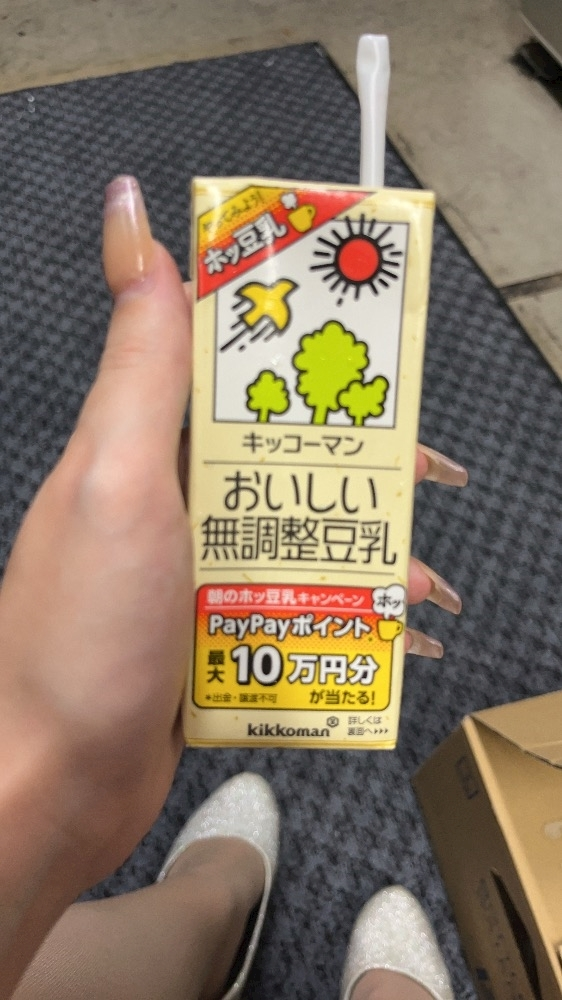 ホッ豆乳
キッコーマン
おいしい
無調整豆乳
朝のホッ豆乳キャンペーン
ホッ
PayPayポイント
最大10万円分
が当たる!
*出金・譲渡不可
kikkoman®
詳しくは
裏面へ>>>